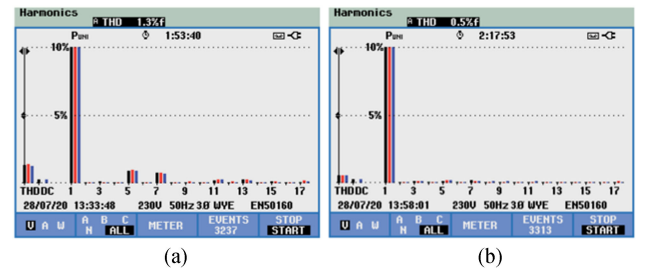 Harmonics
A THD 1.3%f
PUNI 1:53:40
10%
5%
THDDC 1 3 5 7 9 11 13 15 17
28/07/20 13:33:48 230V 50Hz 3Ø WYE EN50160
V A W A B C N ALL METER EVENTS 3237 STOP START
(a)
Harmonics
A THD 0.5%f
PUNI 2:17:53
10%
5%
THDDC 1 3 5 7 9 11 13 15 17
28/07/20 13:58:01 230V 50Hz 3Ø WYE EN50160
V A W A B C N ALL METER EVENTS 3313 STOP START
(b)